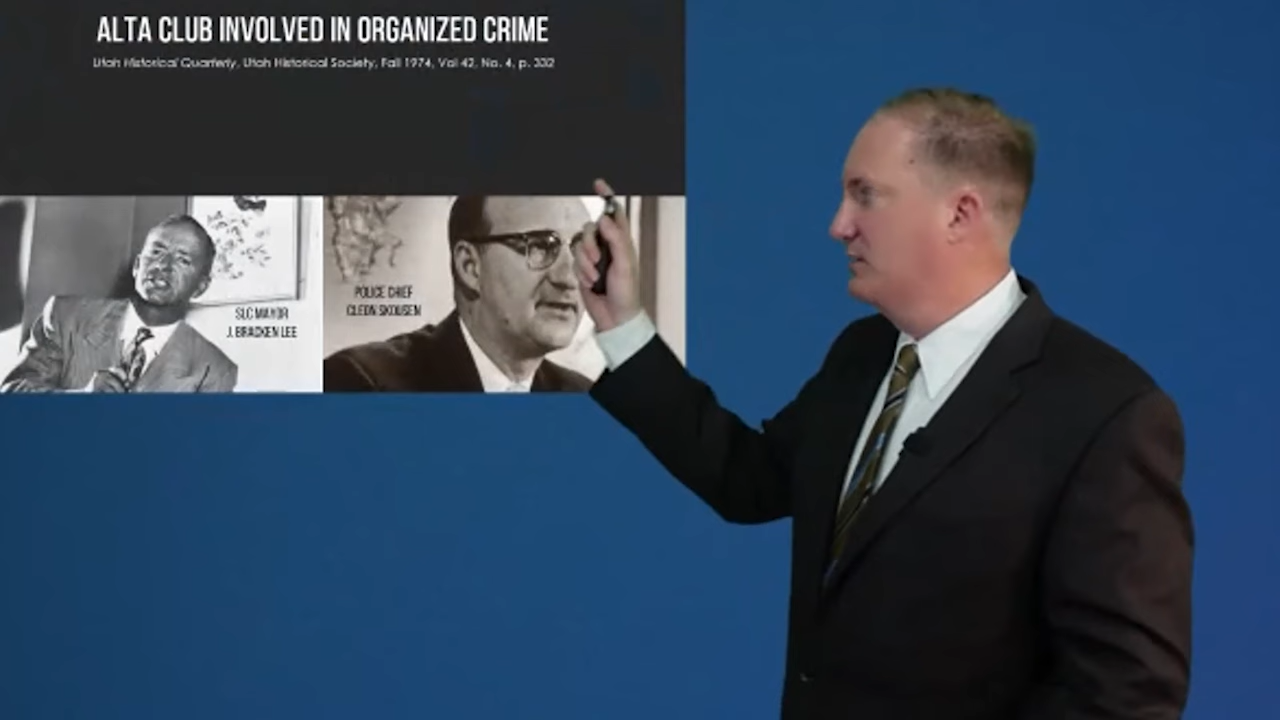 ALTA CLUB INVOLVED IN ORGANIZED CRIME
Utah Historical Quarterly, Utah Historical Society, Fall 1974, Vol 42, No. 4, p. 332
SLC MAYOR
J. BRACKEN LEE
POLICE CHIEF
CLEON SKOUSEN